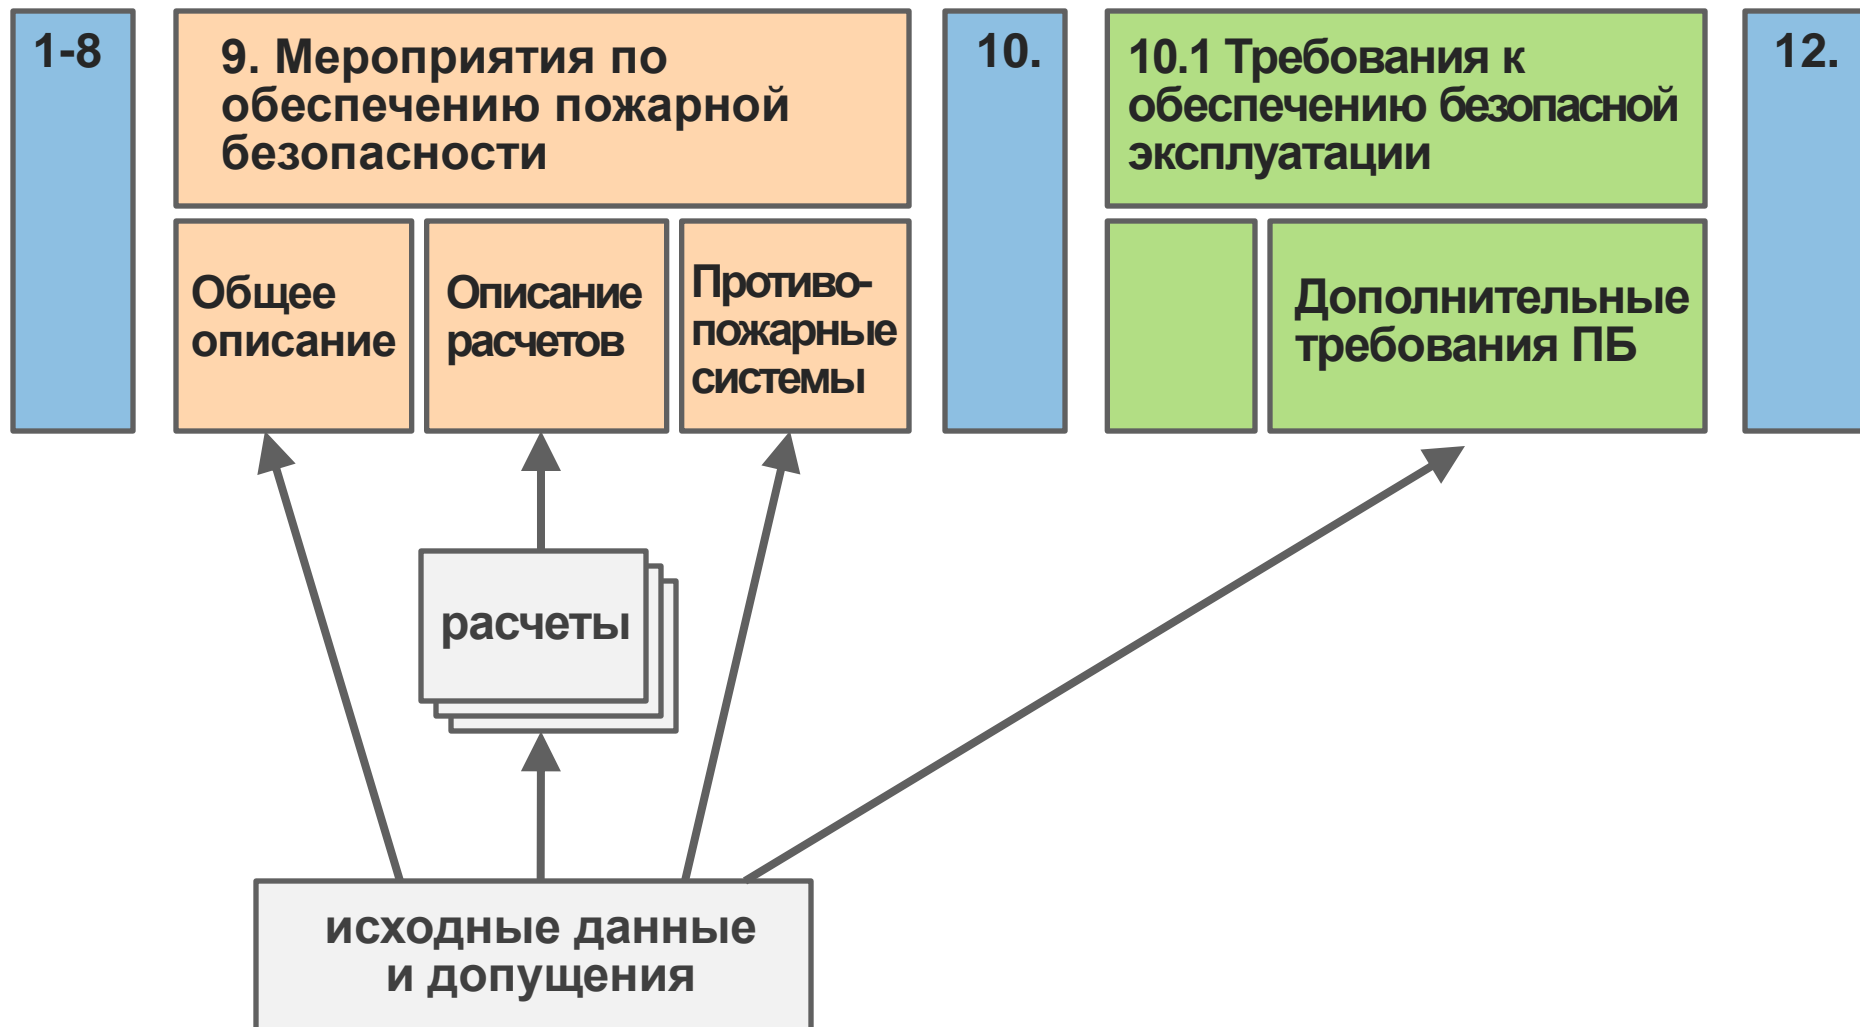 1-8
9. Мероприятия по
обеспечению пожарной
безопасности
10.
10.1 Требования к
обеспечению безопасной
эксплуатации
12.
Общее
описание
Описание
расчетов
Противо-
пожарные
системы
Дополнительные
требования ПБ
расчеты
исходные данные
и допущения